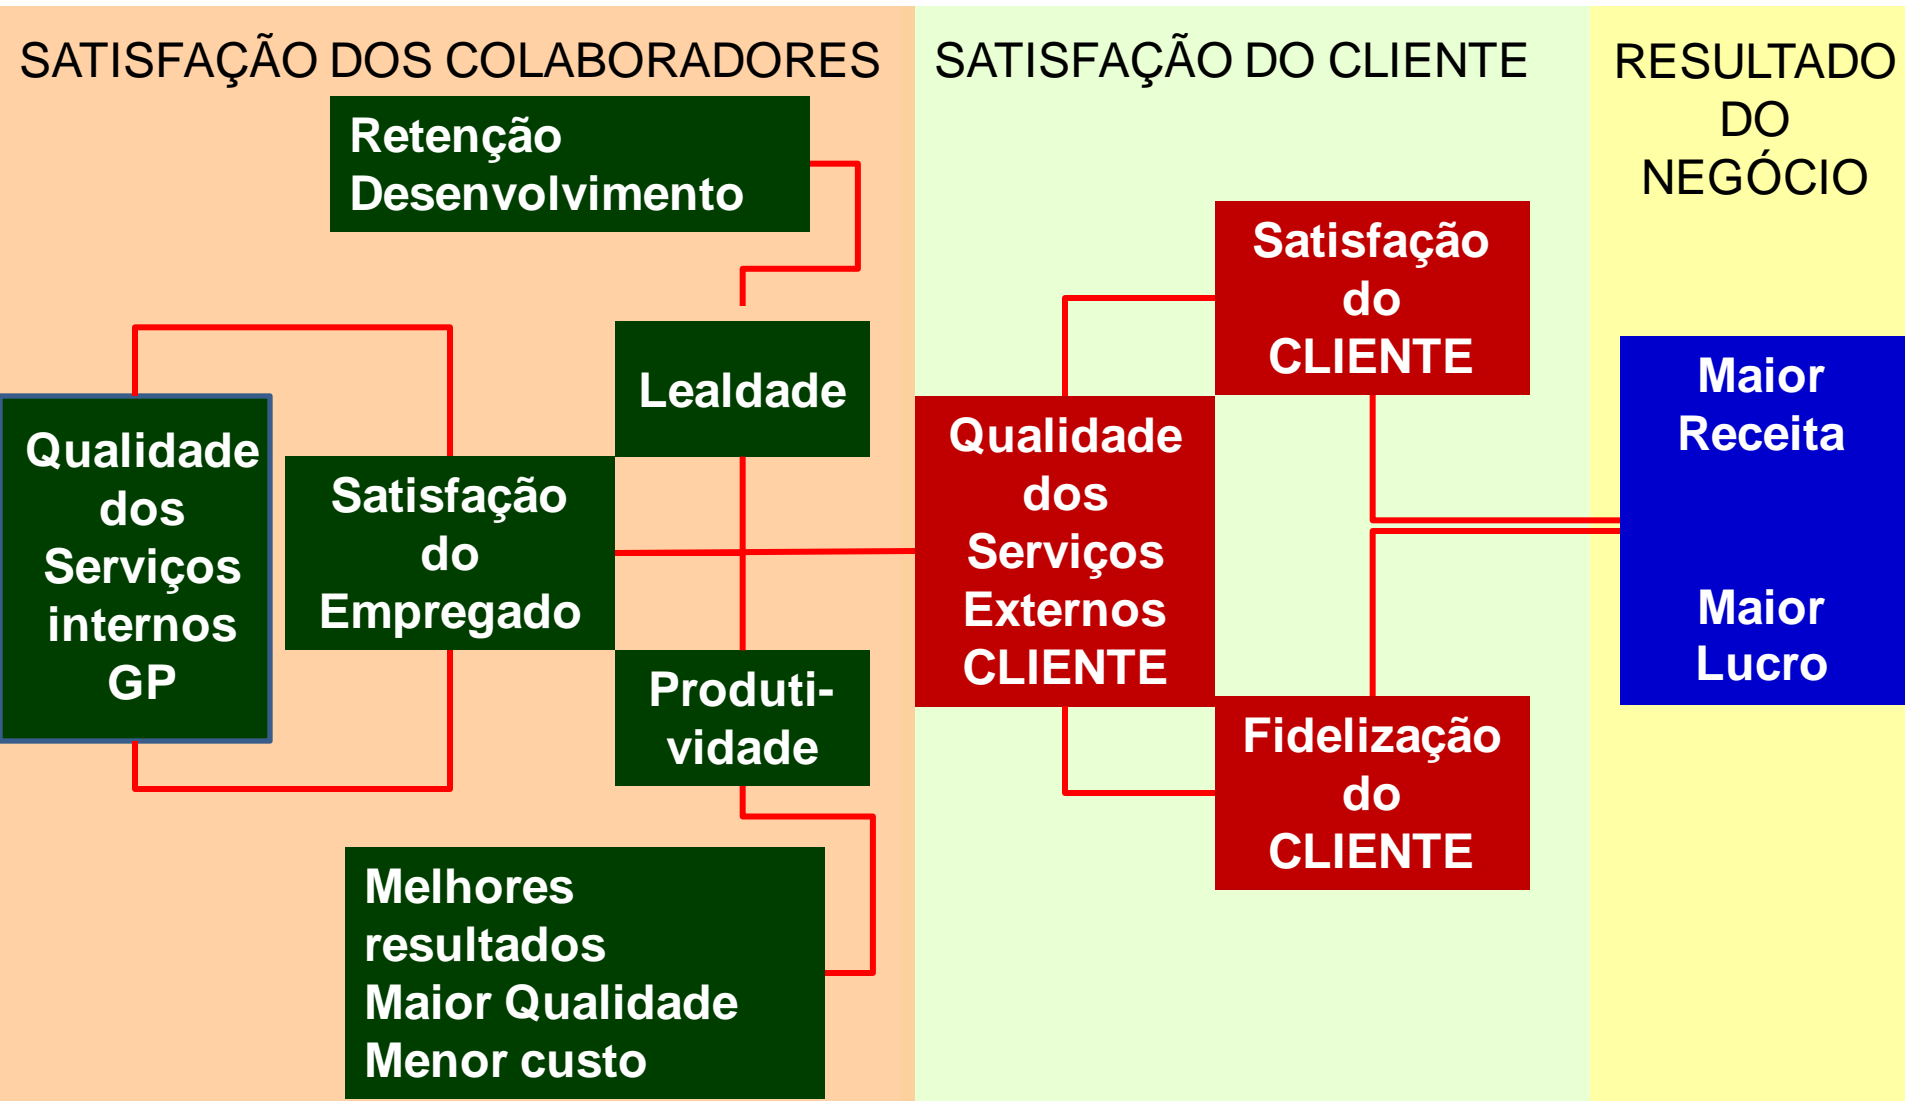 SATISFAÇÃO DOS COLABORADORES
Retenção
Desenvolvimento
Lealdade
Qualidade
dos
Serviços
internos
GP
Satisfação
do
Empregado
Produti-
vidade
Melhores
resultados
Maior Qualidade
Menor custo
SATISFAÇÃO DO CLIENTE
Satisfação
do
CLIENTE
Qualidade
dos
Serviços
Externos
CLIENTE
Fidelização
do
CLIENTE
RESULTADO
DO
NEGÓCIO
Maior
Receita
Maior
Lucro